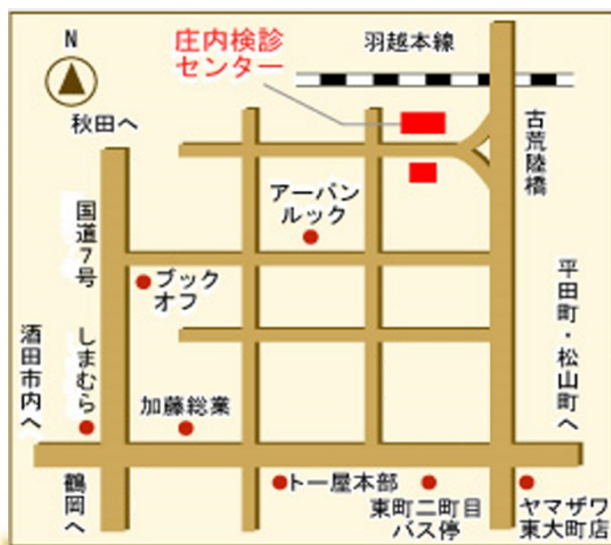 N
庄内検診
センター
羽越本線
秋田へ
古荒陸橋
アーバン
ルック
国道7号
ブック
オフ
平田町・松山町へ
酒田市内へ
しまむら
加藤総業
鶴岡へ
トー屋本部
東町二町目
バス停
ヤマザワ
東大町店